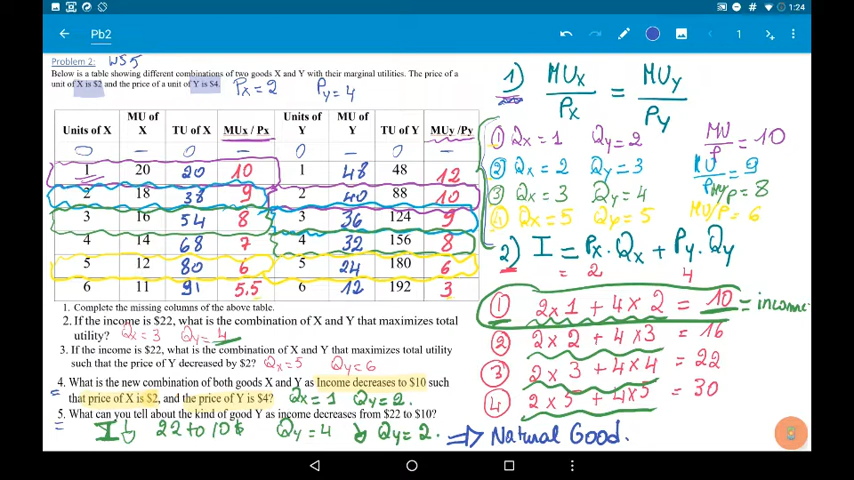 1:24
Pb2
1
Problem 2: WS5
Below is a table showing different combinations of two goods X and Y with their marginal utilities. The price of a
unit of X is $2 and the price of a unit of Y is $4. Px = 2 Py = 4
Units of X MU of X TU of X MUx / Px Units of Y MU of Y TU of Y MUy /Py
0 — 0 — 0 — 0 —
1 20 20 10 1 48 48 12
2 18 38 9 2 40 88 10
3 16 54 8 3 36 124 9
4 14 68 7 4 32 156 8
5 12 80 6 5 24 180 6
6 11 91 5.5 6 12 192 3
1. Complete the missing columns of the above table.
2. If the income is $22, what is the combination of X and Y that maximizes total
utility? Qx = 3 Qy = 4
3. If the income is $22, what is the combination of X and Y that maximizes total utility
such that the price of Y decreased by $2? Qx = 5 Qy = 6
4. What is the new combination of both goods X and Y as Income decreases to $10 such
= that price of X is $2, and the price of Y is $4? Qx = 1 Qy = 2.
5. What can you tell about the kind of good Y as income decreases from $22 to $10?
= I↓ 22 to 10$ Qy = 4 ↓ Qy = 2. ⇒ Natural Good.
1) MUx / Px = MUy / Py
① Qx = 1 Qy = 2 MU/P = 10
② Qx = 2 Qy = 3 MU/P = 9
③ Qx = 3 Qy = 4 MU/P = 8
④ Qx = 5 Qy = 5 MU/P = 6
2) I = Px . Qx + Py . Qy
= 2 4
① 2 x 1 + 4 x 2 = 10 = income
② 2 x 2 + 4 x 3 = 16
③ 2 x 3 + 4 x 4 = 22
④ 2 x 5 + 4 x 5 = 30